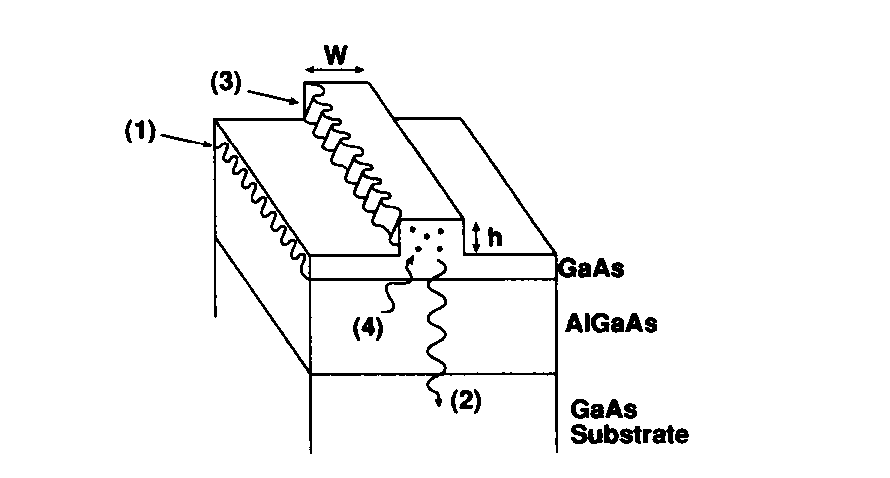 W
(3)
(1)
h
GaAs
AlGaAs
(4)
(2)
GaAs
Substrate